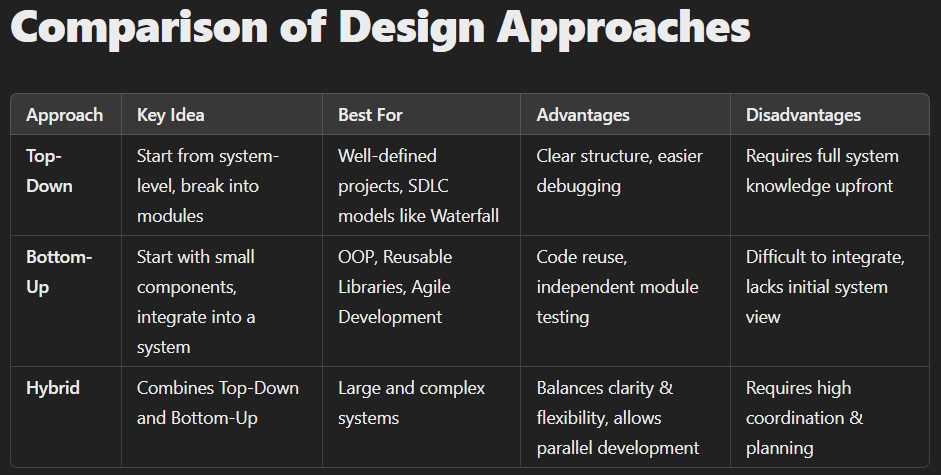 Comparison of Design Approaches
Approach Key Idea Best For Advantages Disadvantages
Top- Start from system- Well-defined Clear structure, easier Requires full system
Down level, break into projects, SDLC debugging knowledge upfront
modules models like Waterfall
Bottom- Start with small OOP, Reusable Code reuse, Difficult to integrate,
Up components, Libraries, Agile independent module lacks initial system
integrate into a Development testing view
system
Hybrid Combines Top-Down Large and complex Balances clarity & Requires high
and Bottom-Up systems flexibility, allows coordination &
parallel development planning